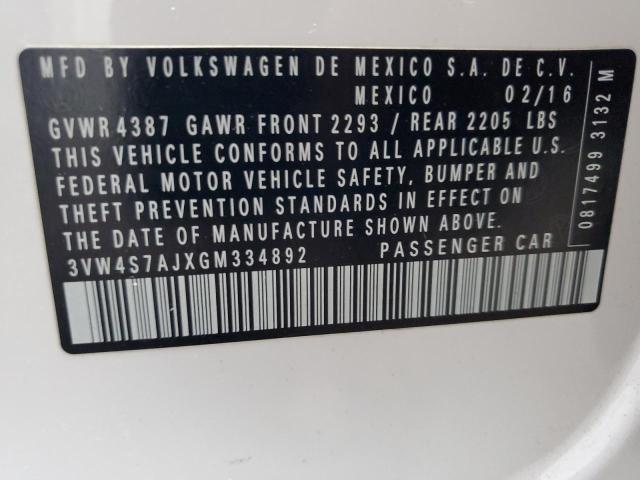 MFD BY VOLKSWAGEN DE MEXICO S.A. DE C.V.
MEXICO 02/16
GVWR 4387 GAWR FRONT 2293 / REAR 2205 LBS
THIS VEHICLE CONFORMS TO ALL APPLICABLE U.S.
FEDERAL MOTOR VEHICLE SAFETY, BUMPER AND
THEFT PREVENTION STANDARDS IN EFFECT ON
THE DATE OF MANUFACTURE SHOWN ABOVE.
3VW4S7AJXGM334892 PASSENGER CAR
0817499 3132 M